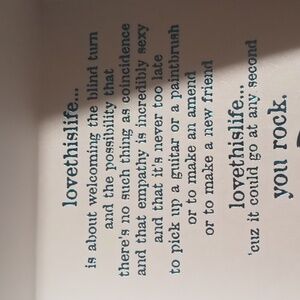 lovethislife...
is about welcoming the blind turn
and the possibility that
there's no such thing as coincidence
and that empathy is incredibly sexy
and that it's never too late
to pick up a guitar or a paintbrush
or to make an amend
or to make a new friend
lovethislife....
'cuz it could go at any second
you rock.